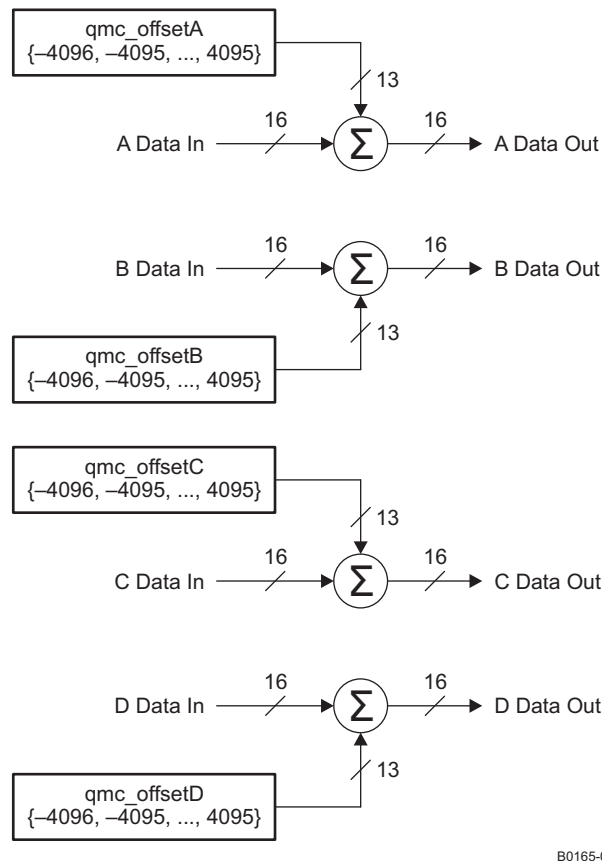 qmc_offsetA
{–4096, –4095, ..., 4095}
13
A Data In
16
Σ
16
A Data Out
B Data In
16
Σ
16
B Data Out
13
qmc_offsetB
{–4096, –4095, ..., 4095}
qmc_offsetC
{–4096, –4095, ..., 4095}
13
C Data In
16
Σ
16
C Data Out
D Data In
16
Σ
16
D Data Out
13
qmc_offsetD
{–4096, –4095, ..., 4095}